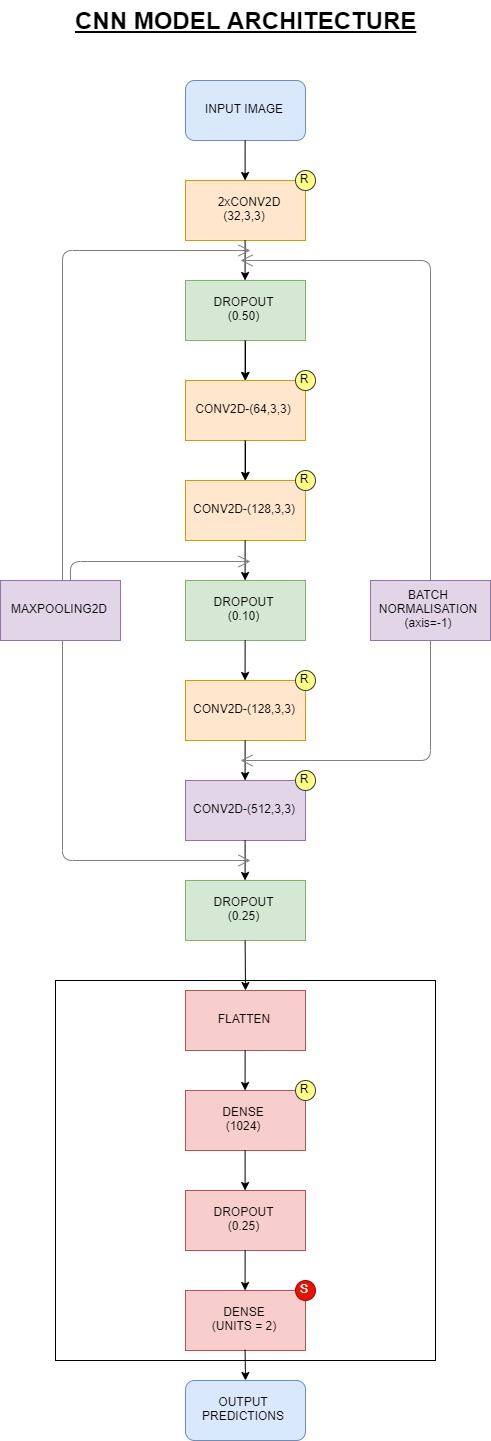 CNN MODEL ARCHITECTURE
INPUT IMAGE
R
2xCONV2D
(32,3,3)
DROPOUT
(0.50)
R
CONV2D-(64,3,3)
R
CONV2D-(128,3,3)
MAXPOOLING2D
DROPOUT
(0.10)
BATCH
NORMALISATION
(axis=-1)
R
CONV2D-(128,3,3)
R
CONV2D-(512,3,3)
DROPOUT
(0.25)
FLATTEN
R
DENSE
(1024)
DROPOUT
(0.25)
S
DENSE
(UNITS = 2)
OUTPUT
PREDICTIONS